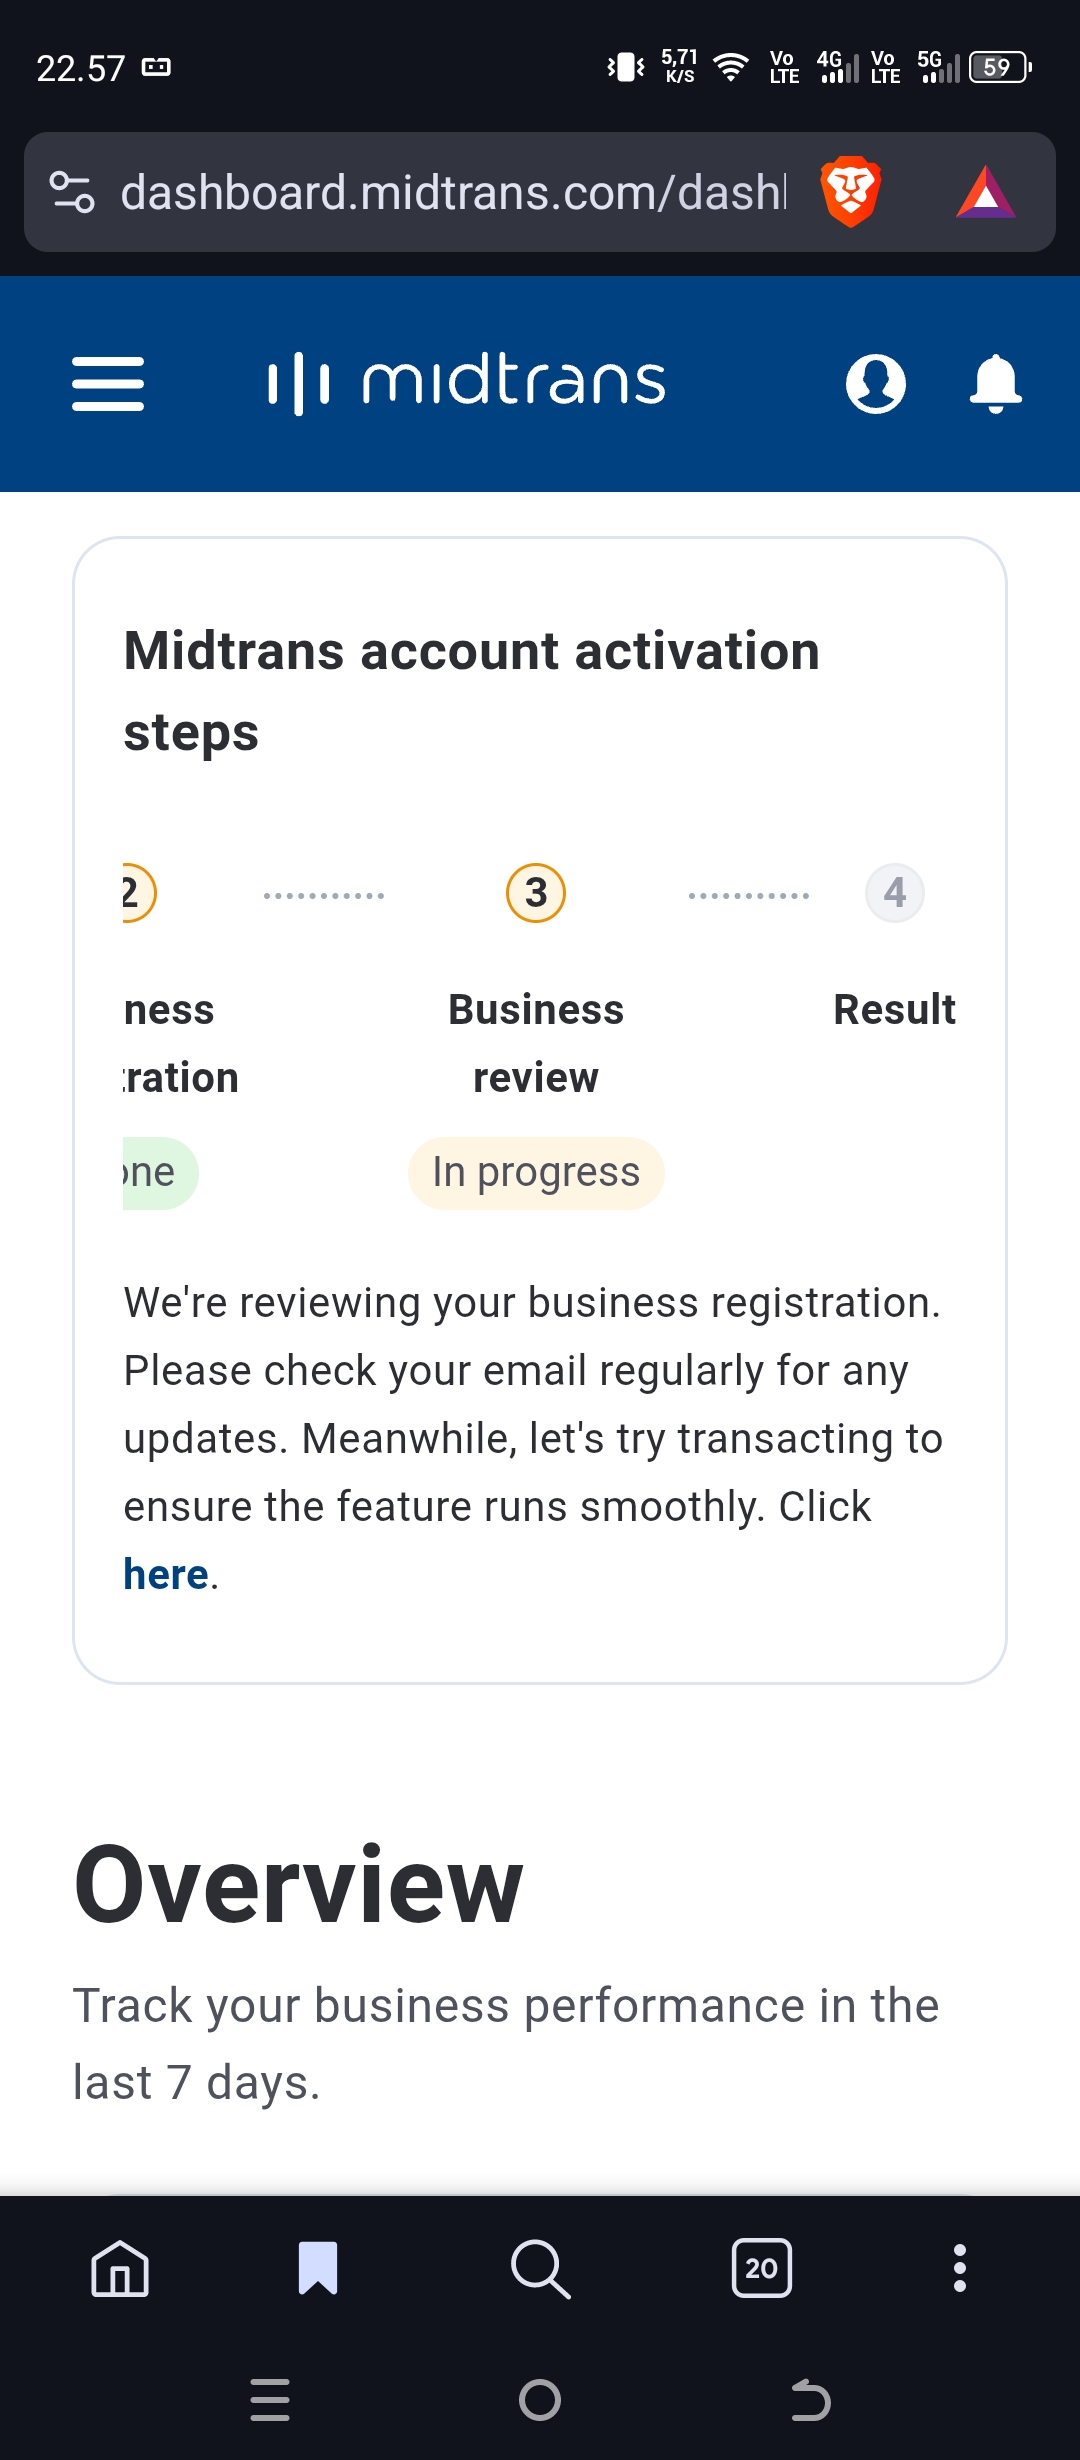 22.57
5,71 K/S
Vo LTE
4G
Vo LTE
5G
59
dashboard.midtrans.com/dash
midtrans
Midtrans account activation
steps
2
3
4
ness
Business
Result
ration
review
one
In progress
We're reviewing your business registration.
Please check your email regularly for any
updates. Meanwhile, let's try transacting to
ensure the feature runs smoothly. Click
here.
Overview
Track your business performance in the
last 7 days.
20